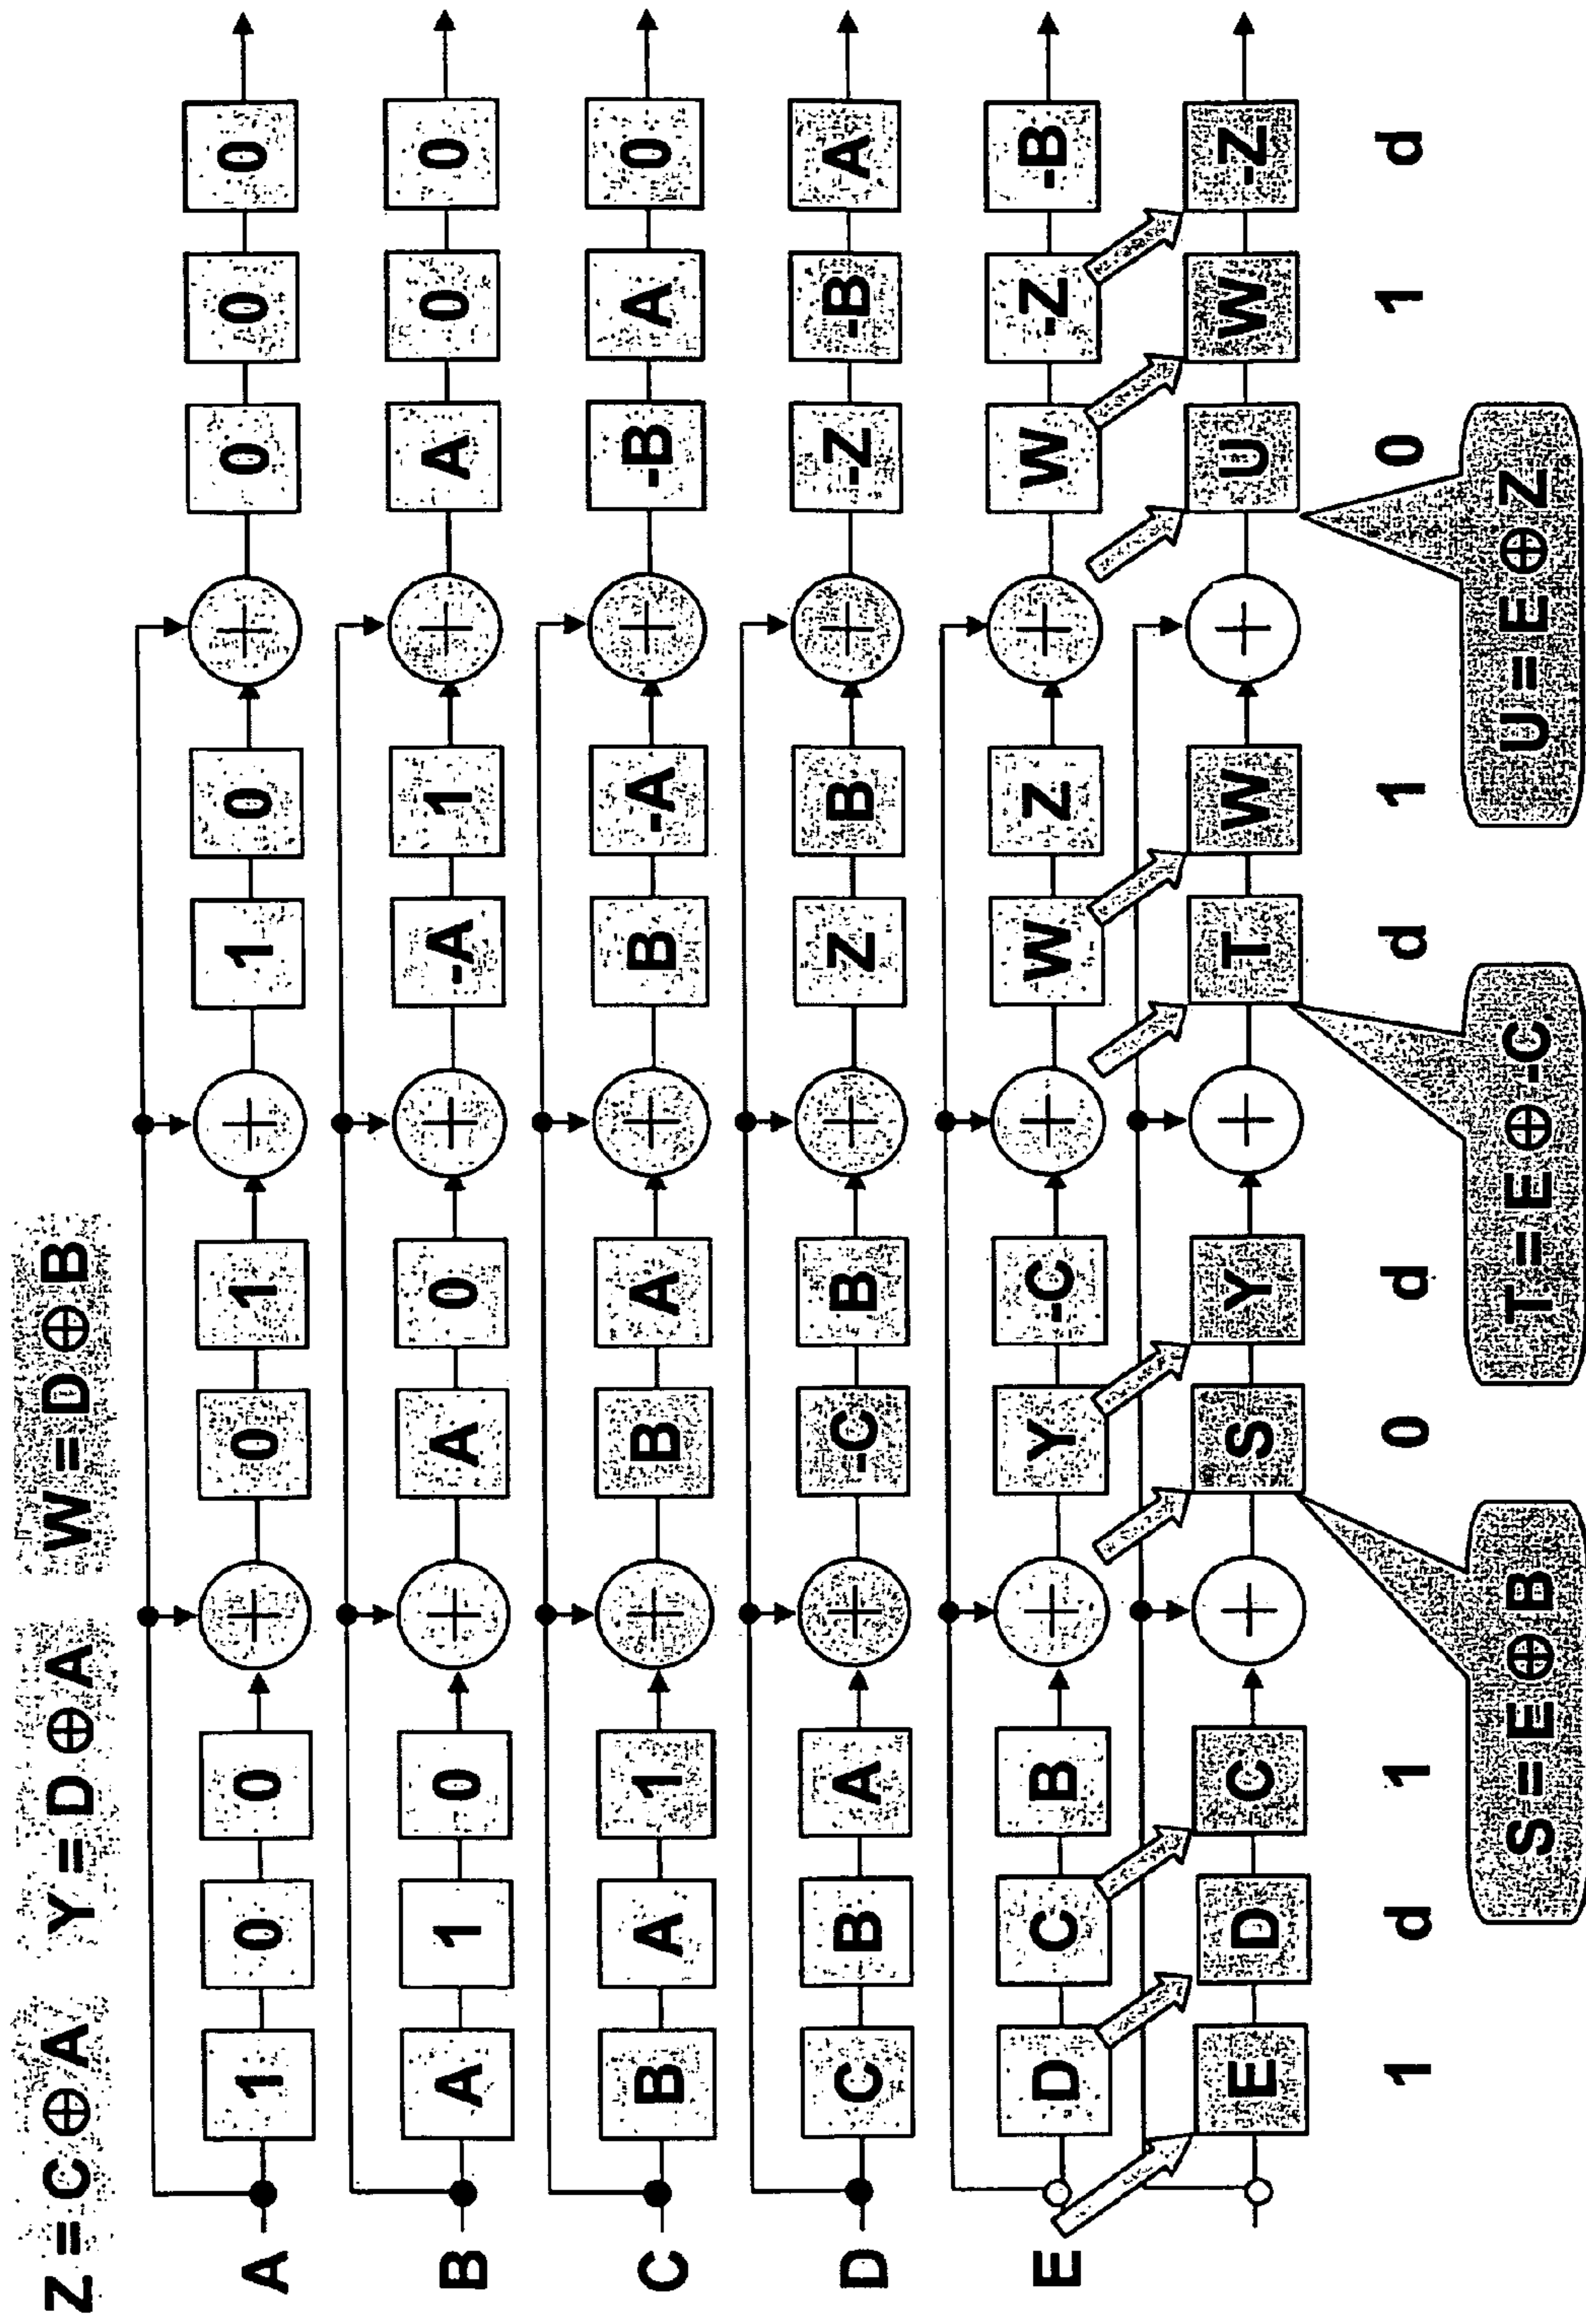 Z = C ⊕ A Y = D ⊕ A W = D ⊕ B
A 1 0 0 + 0 1 + 1 0 + 0 0 0
B A 1 0 + A 0 + -A 1 + A 0 0
C B A 1 + B A + B -A + -B A 0
D C B A + -C B + Z B + -Z -B A
E D C B + Y -C + W Z + W -Z -B
E D C + S Y + T W + U W -Z
1 d 1 0 d d 1 0 1 d
S = E ⊕ B T = E ⊕ -C U = E ⊕ Z